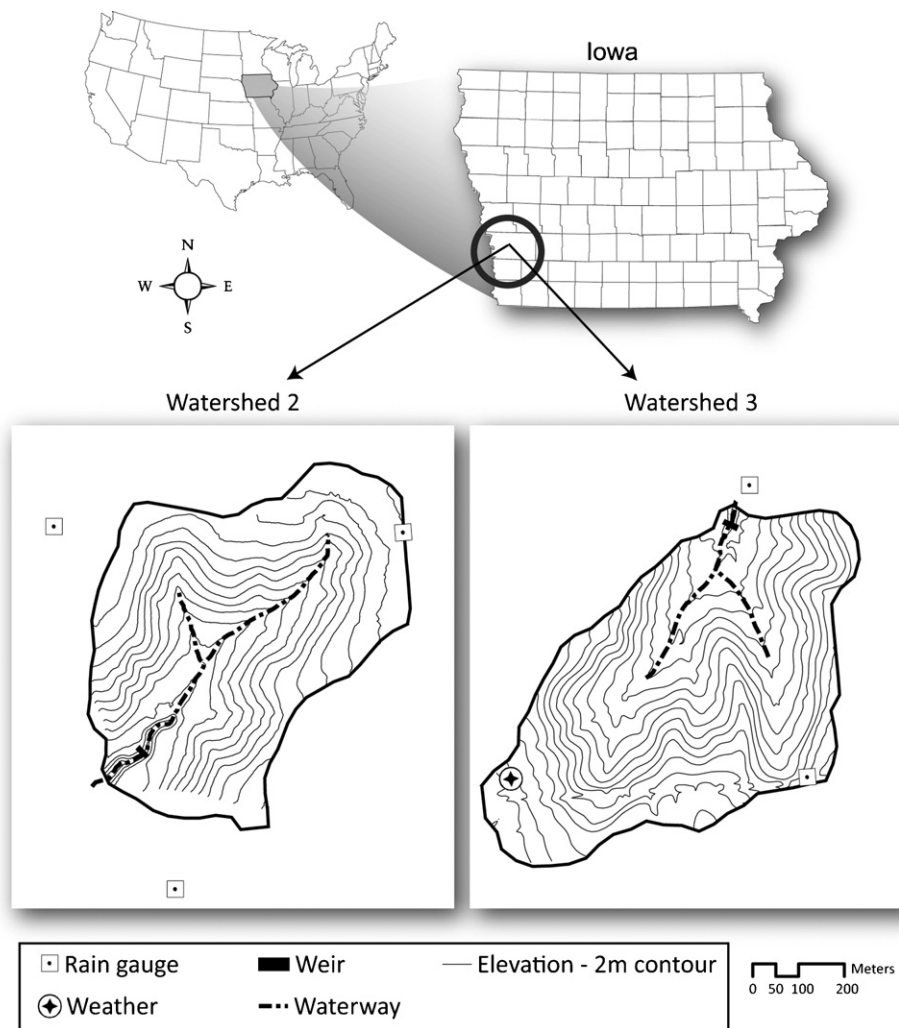 Iowa
N
W E
S
Watershed 2 Watershed 3
Rain gauge Weir Elevation - 2m contour
Weather Waterway
Meters
0 50 100 200